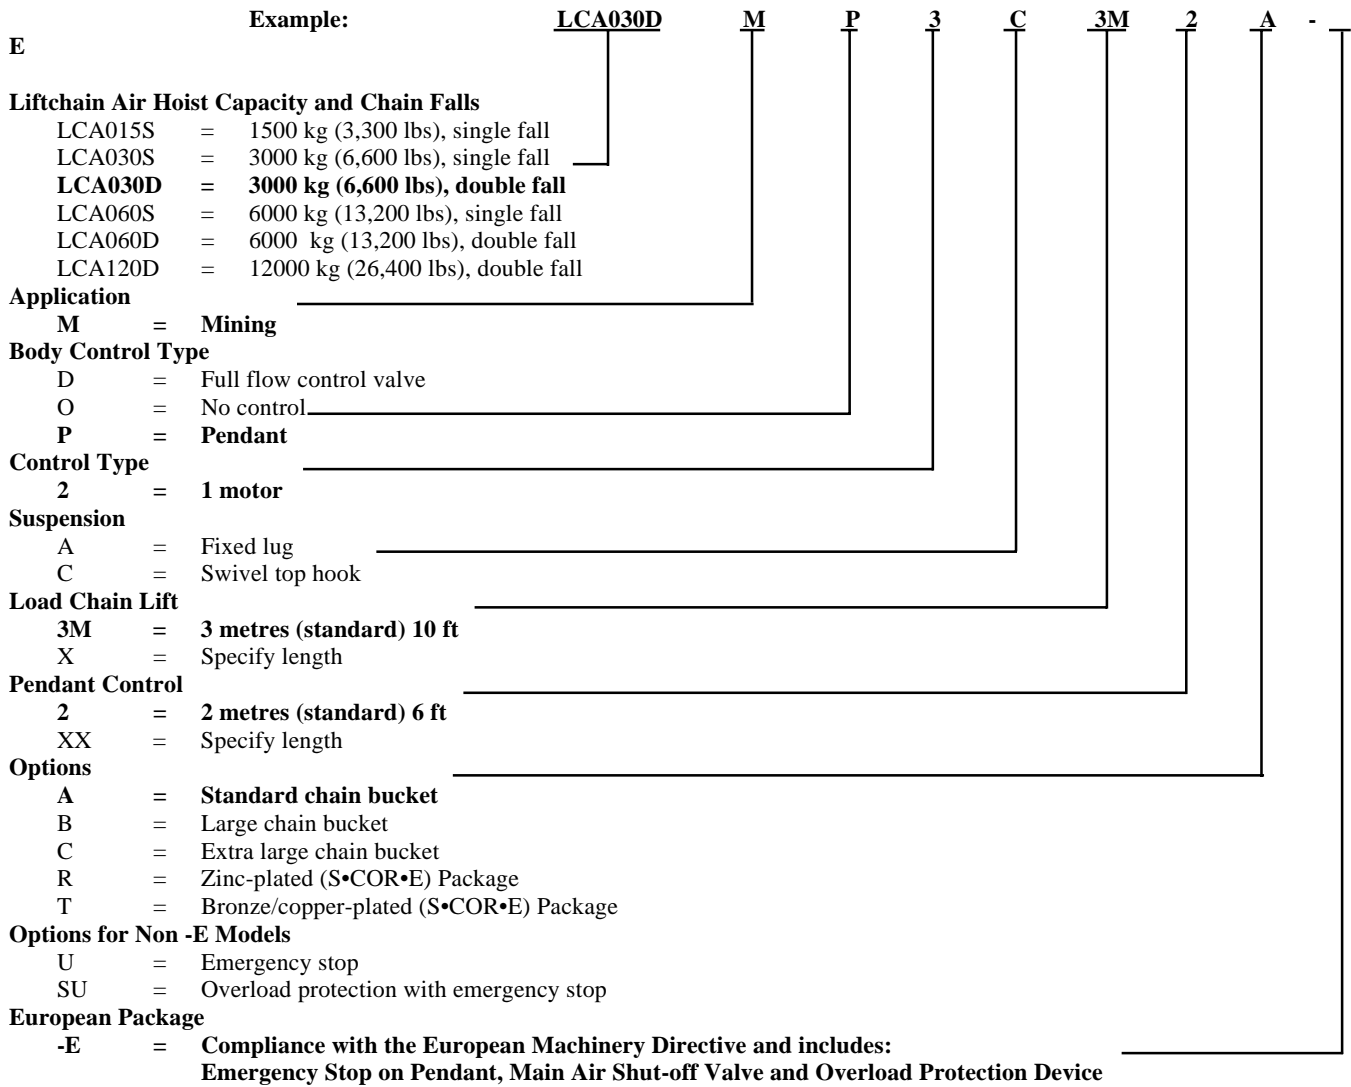 Example: LCA030D M P 3 C 3M 2 A -
E
Liftchain Air Hoist Capacity and Chain Falls
LCA015S = 1500 kg (3,300 lbs), single fall
LCA030S = 3000 kg (6,600 lbs), single fall
LCA030D = 3000 kg (6,600 lbs), double fall
LCA060S = 6000 kg (13,200 lbs), single fall
LCA060D = 6000 kg (13,200 lbs), double fall
LCA120D = 12000 kg (26,400 lbs), double fall
Application
M = Mining
Body Control Type
D = Full flow control valve
O = No control
P = Pendant
Control Type
2 = 1 motor
Suspension
A = Fixed lug
C = Swivel top hook
Load Chain Lift
3M = 3 metres (standard) 10 ft
X = Specify length
Pendant Control
2 = 2 metres (standard) 6 ft
XX = Specify length
Options
A = Standard chain bucket
B = Large chain bucket
C = Extra large chain bucket
R = Zinc-plated (S•COR•E) Package
T = Bronze/copper-plated (S•COR•E) Package
Options for Non -E Models
U = Emergency stop
SU = Overload protection with emergency stop
European Package
-E = Compliance with the European Machinery Directive and includes:
Emergency Stop on Pendant, Main Air Shut-off Valve and Overload Protection Device